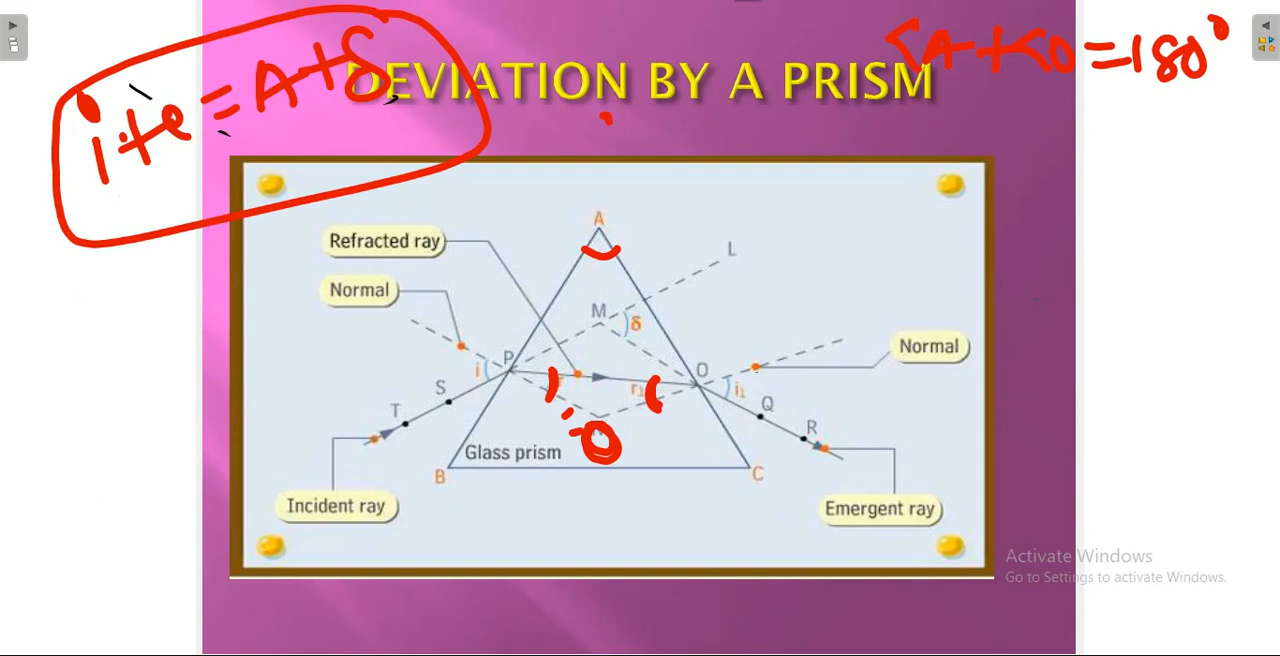 i+e=A+δ
<A+<O=180°
DEVIATION BY A PRISM
A
Refracted ray
L
Normal
M
δ
Normal
P
i
O
r1
i1
S
T
Q
R
O
Glass prism
B
C
Incident ray
Emergent ray
Activate Windows
Go to Settings to activate Windows.